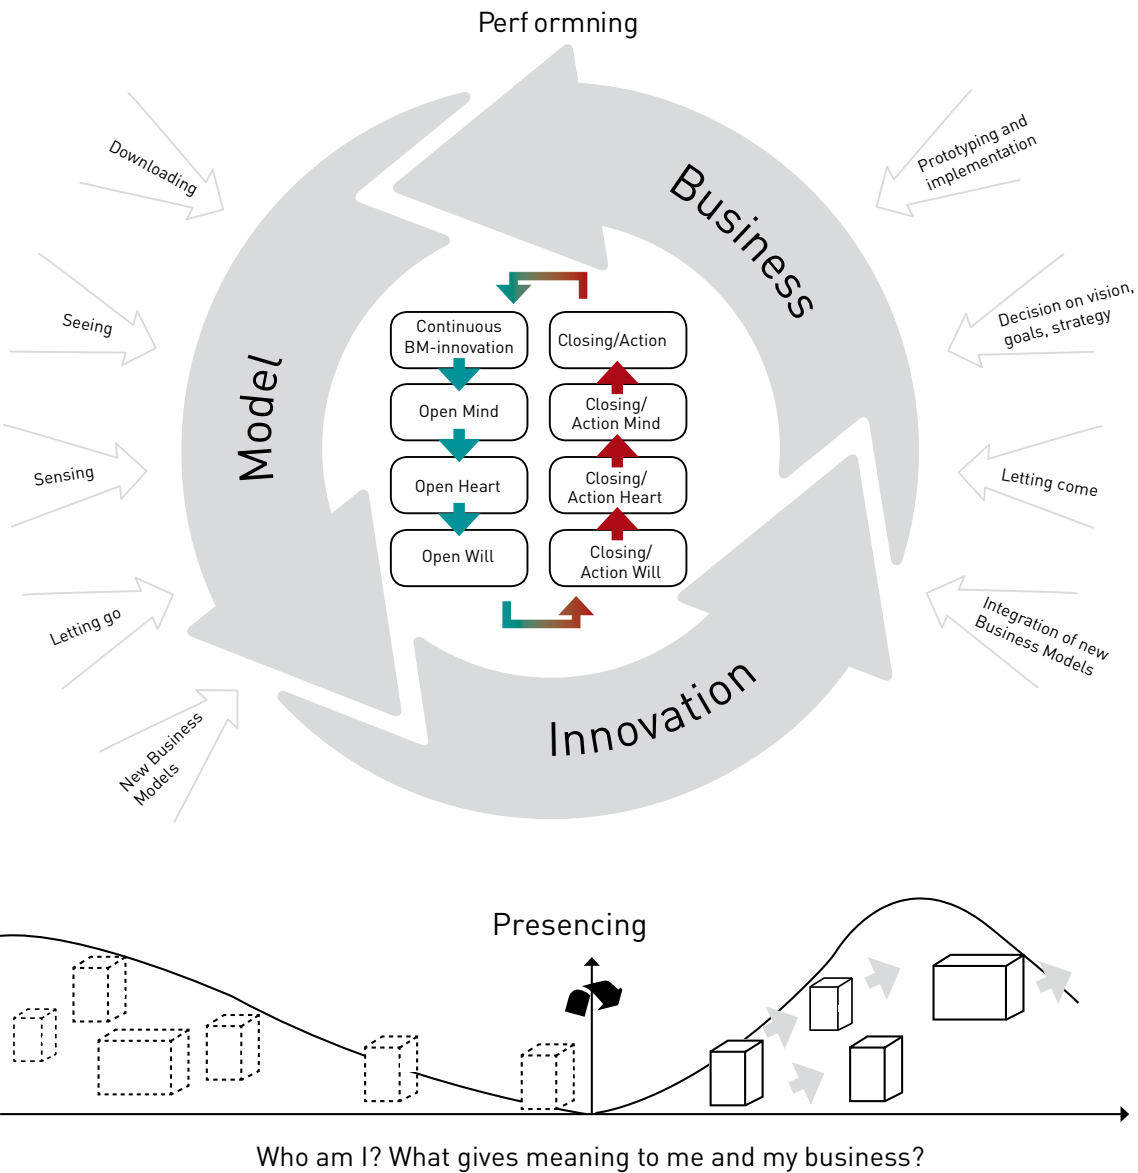 Performning
Downloading
Prototyping and
implementation
Business
Seeing
Decision on vision,
goals, strategy
Continuous
BM-innovation
Closing/Action
Model
Open Mind
Closing/
Action Mind
Sensing
Open Heart
Closing/
Action Heart
Letting come
Open Will
Closing/
Action Will
Letting go
Integration of new
Business Models
Innovation
New Business
Models
Presencing
Who am I? What gives meaning to me and my business?